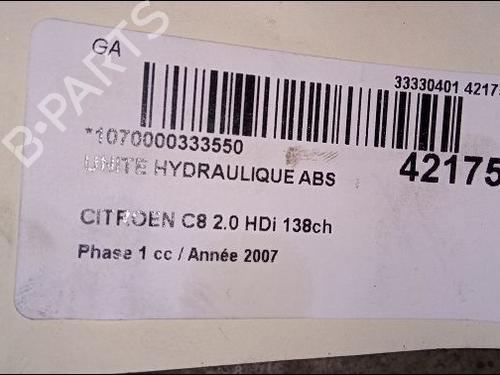 GA
33330401 4217
*1070000333550
UNITE HYDRAULIQUE ABS
42175
CITROEN C8 2.0 HDi 138ch
Phase 1 cc / Année 2007
B-PARTS